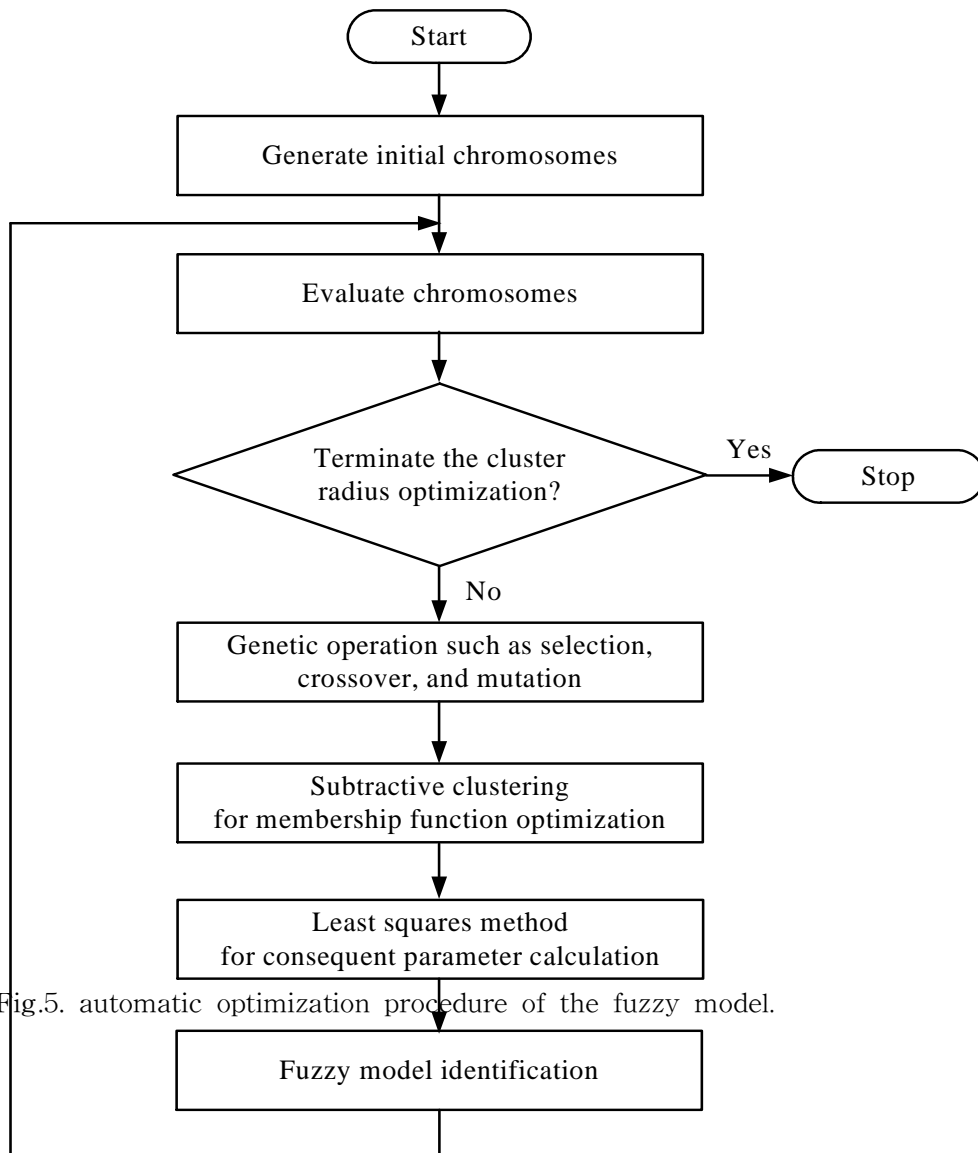 Start
Generate initial chromosomes
Evaluate chromosomes
Terminate the cluster
radius optimization?
Yes
Stop
No
Genetic operation such as selection,
crossover, and mutation
Subtractive clustering
for membership function optimization
Least squares method
for consequent parameter calculation
Fig.5. automatic optimization procedure of the fuzzy model.
Fuzzy model identification